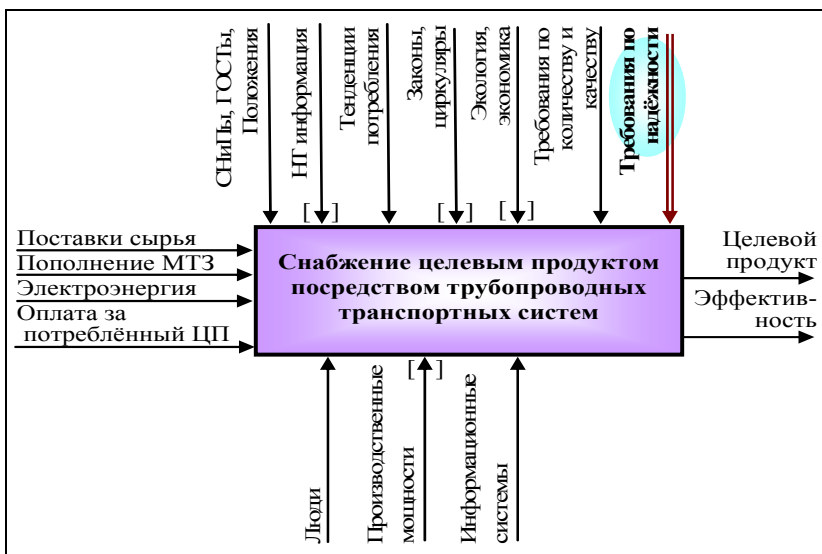 СНиПы, ГОСТы,
Положения
НТ информация
Тенденции
потребления
Законы,
циркуляры
Экология,
экономика
Требования по
количеству и
качеству
Требования по
надёжности
[ ]
[ ]
[ ]
Поставки сырья
Пополнение МТЗ
Электроэнергия
Оплата за
потреблённый ЦП
Снабжение целевым продуктом
посредством трубопроводных
транспортных систем
Целевой
продукт
Эффектив-
ность
[ ]
Люди
Производственные
мощности
Информационные
системы